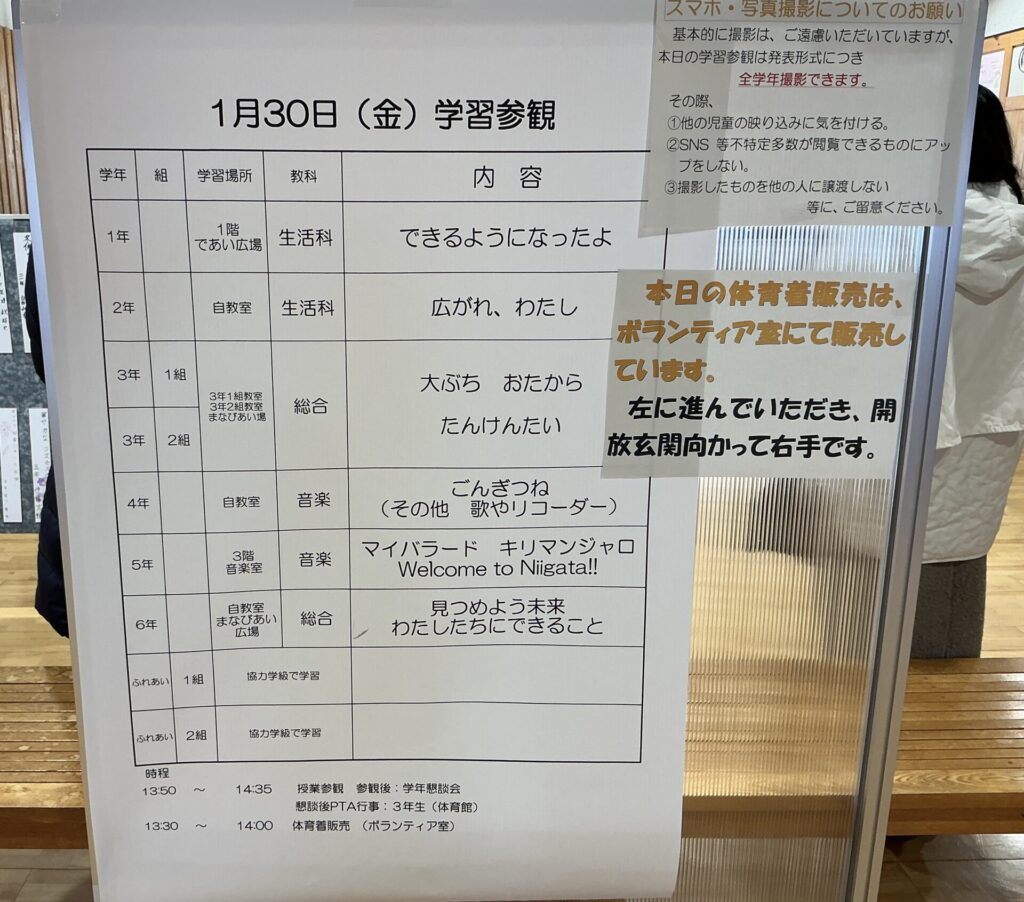 1月30日（金）学習参観
学年 組 学習場所 教科 内 容
1年 1階 であい広場 生活科 できるようになったよ
2年 自教室 生活科 広がれ、わたし
3年 1組
3年 2組
3年1組教室
3年2組教室
まなびあい場
総合
大ぶち おたから
たんけんたい
4年 自教室 音楽
ごんぎつね
（その他 歌やリコーダー）
5年
3階
音楽室
音楽
マイバラード キリマンジャロ
Welcome to Niigata!!
6年
自教室
まなびあい
広場
総合
見つめよう未来
わたしたちにできること
ふれあい 1組 協力学級で学習
ふれあい 2組 協力学級で学習
時程
13:50 ～ 14:35 授業参観 参観後：学年懇談会
懇談後PTA行事：3年生（体育館）
13:30 ～ 14:00 体育着販売 （ボランティア室）
スマホ・写真撮影についてのお願い
基本的に撮影は、ご遠慮いただいていますが、
本日の学習参観は発表形式につき
全学年撮影できます。
その際、
①他の児童の映り込みに気を付ける。
②SNS 等不特定多数が閲覧できるものにアッ
プをしない。
③撮影したものを他の人に譲渡しない
等に、ご留意ください。
本日の体育着販売は、
ボランティア室にて販売し
ています。
左に進んでいただき、開
放玄関向かって右手です。